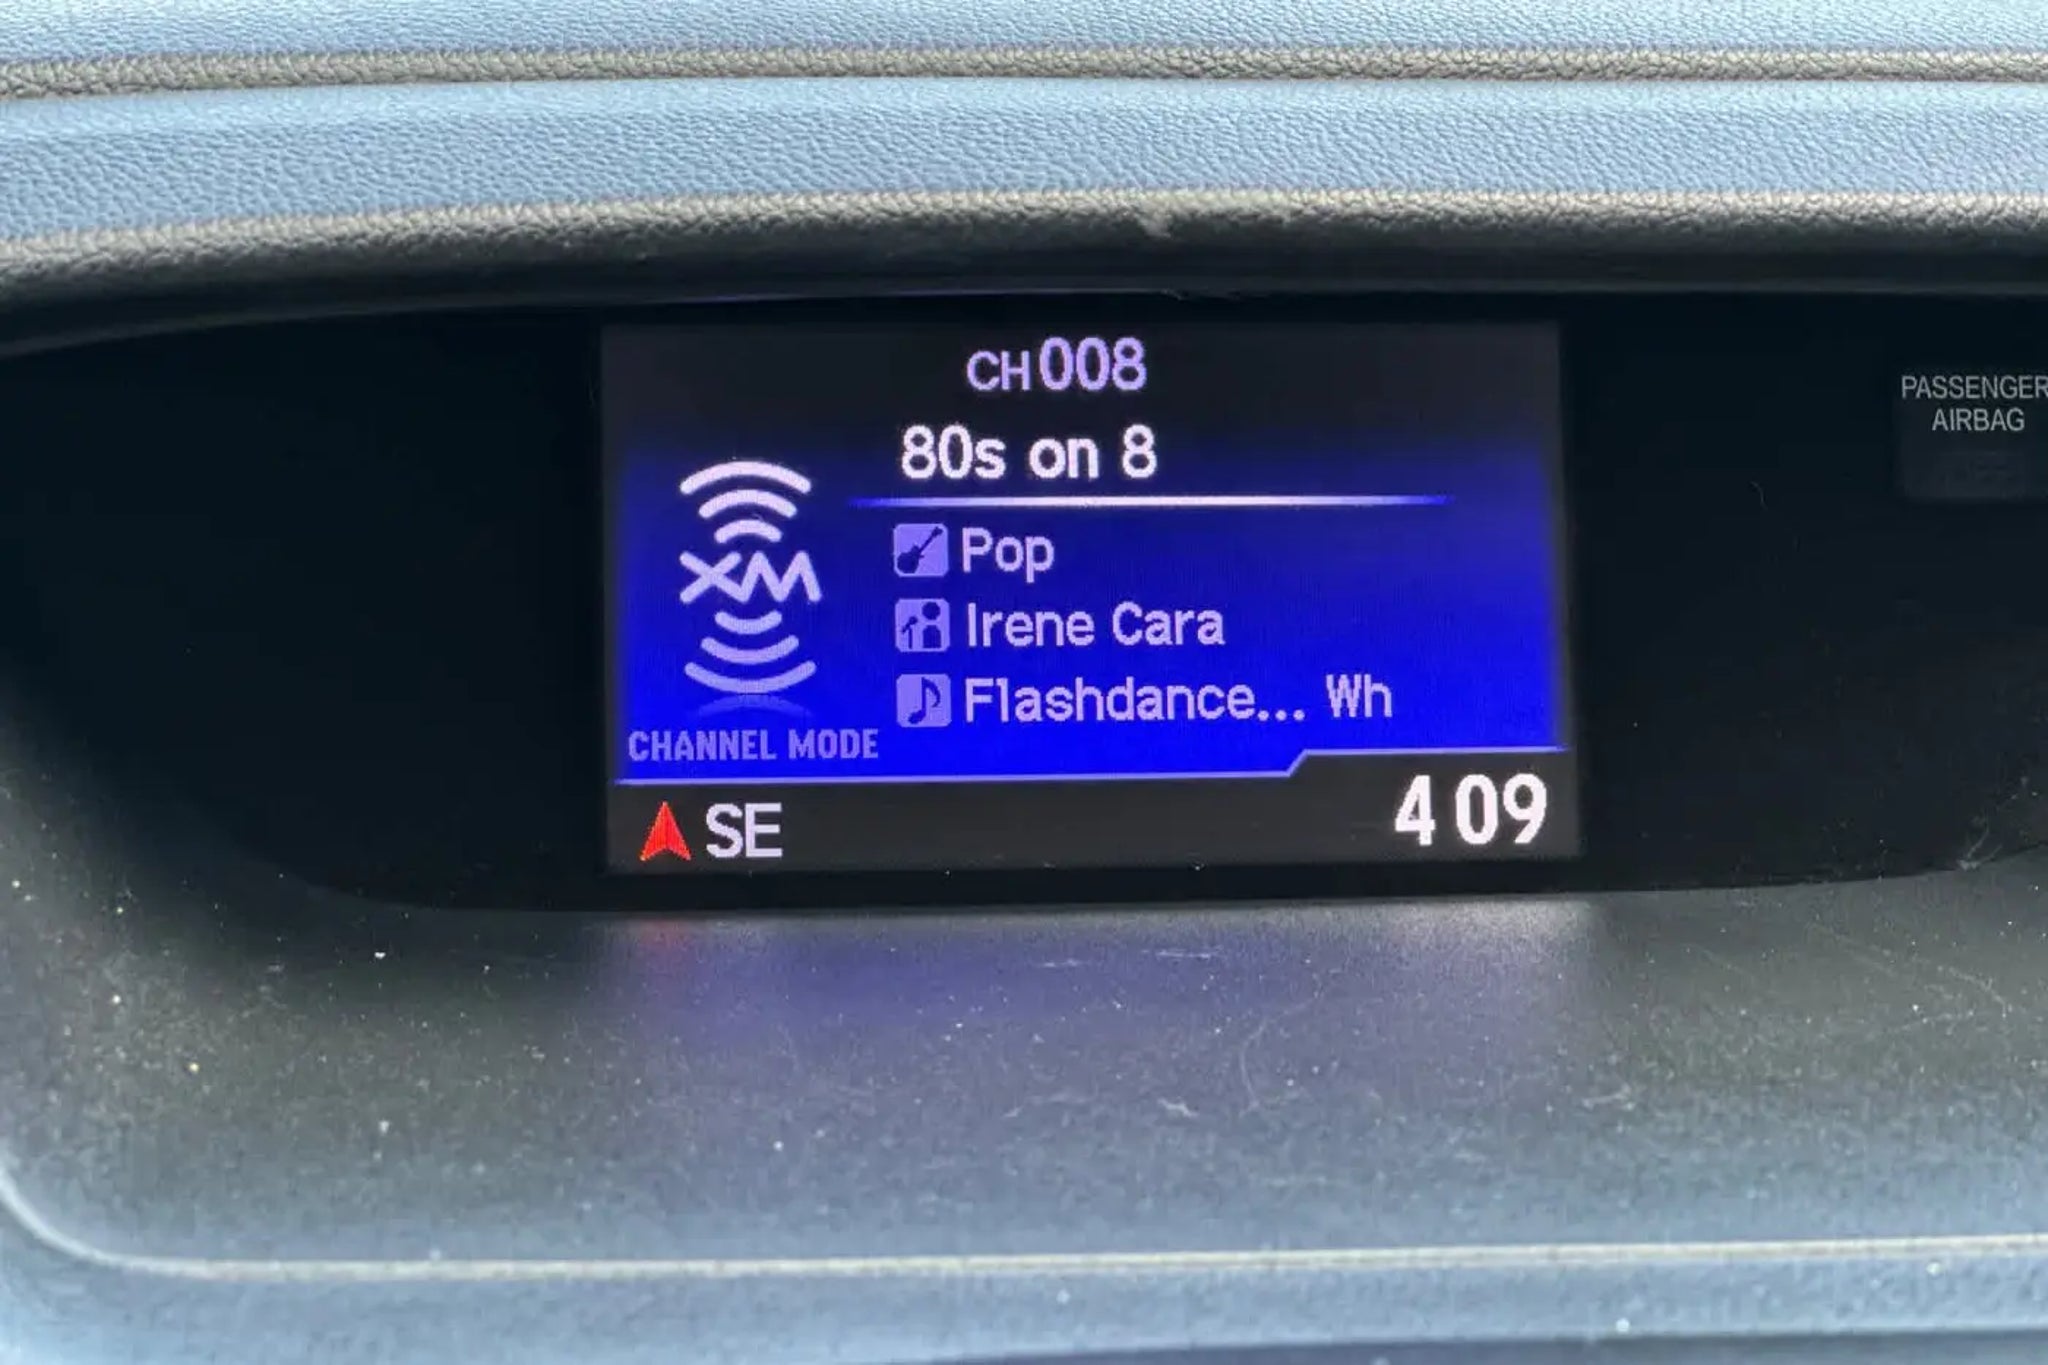 CH008
80s on 8
XM
Pop
Irene Cara
Flashdance... Wh
CHANNEL MODE
SE
4 09
PASSENGER
AIRBAG